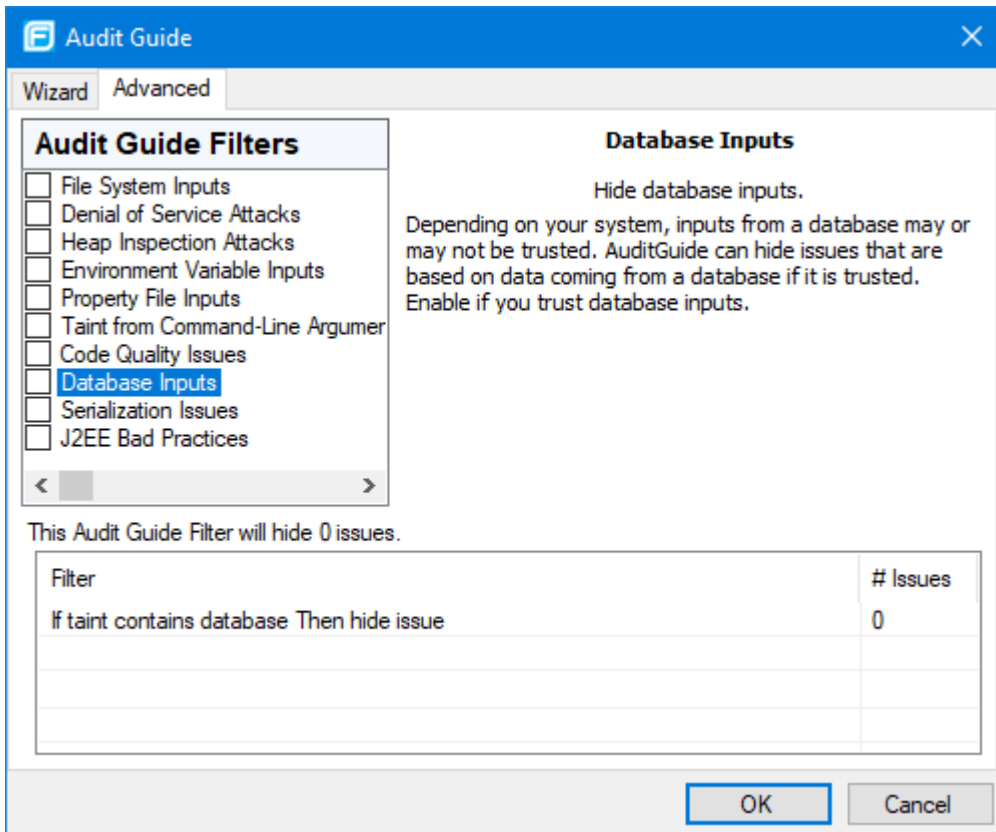 Audit Guide
Wizard
Advanced
Audit Guide Filters
File System Inputs
Denial of Service Attacks
Heap Inspection Attacks
Environment Variable Inputs
Property File Inputs
Taint from Command-Line Argumer
Code Quality Issues
Database Inputs
Serialization Issues
J2EE Bad Practices
Database Inputs
Hide database inputs.
Depending on your system, inputs from a database may or
may not be trusted. AuditGuide can hide issues that are
based on data coming from a database if it is trusted.
Enable if you trust database inputs.
This Audit Guide Filter will hide 0 issues.
Filter # Issues
If taint contains database Then hide issue 0
OK Cancel